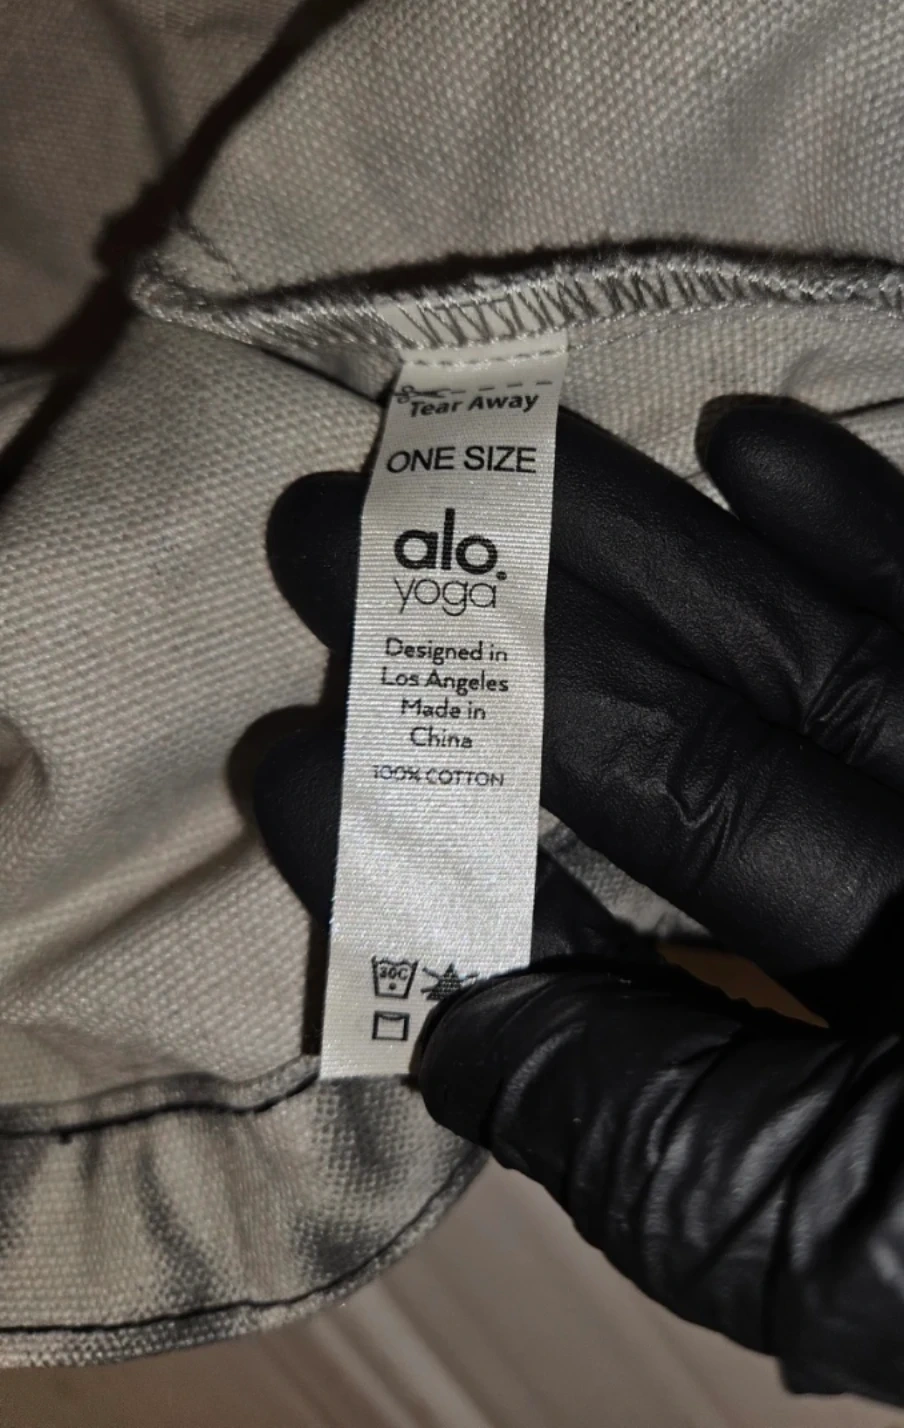 Tear Away
ONE SIZE
alo.
yoga
Designed in
Los Angeles
Made in
China
100% COTTON
30C